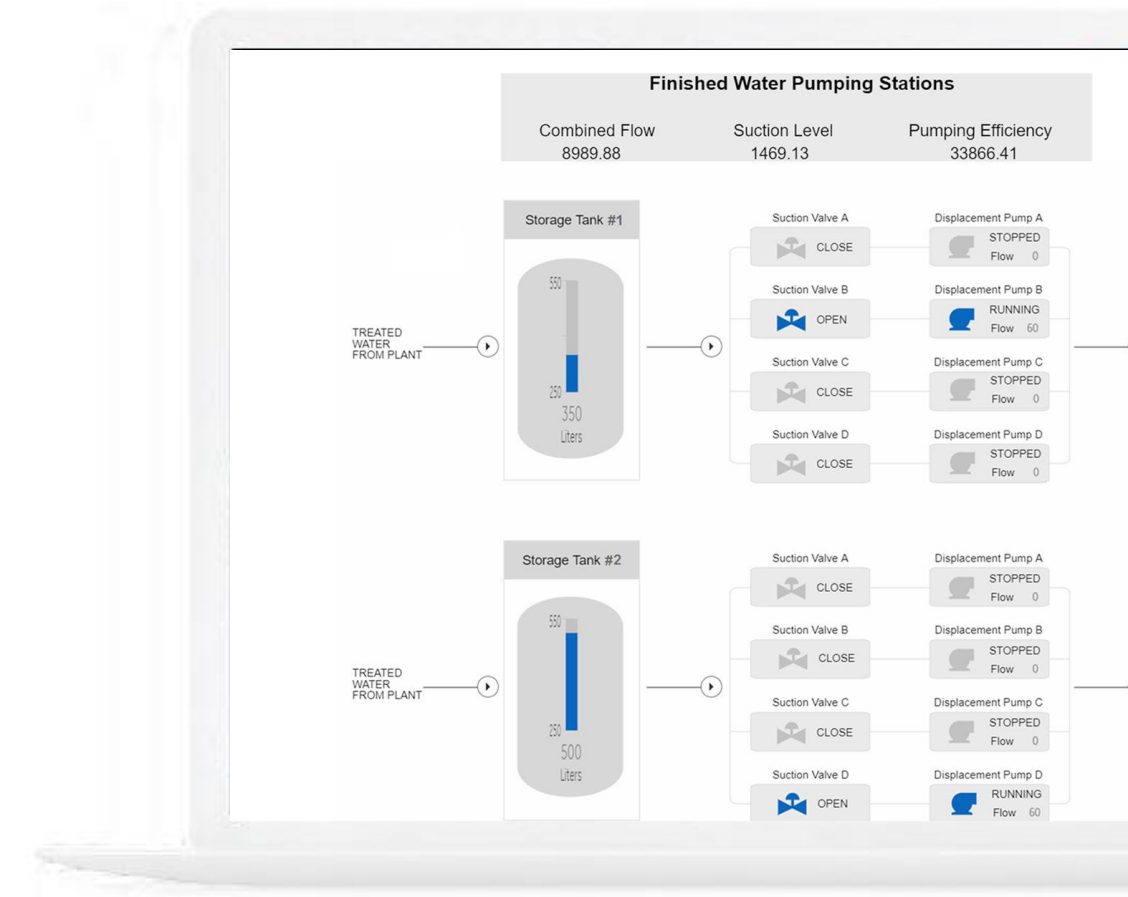 Finished Water Pumping Stations
Combined Flow Suction Level Pumping Efficiency
8989.88 1469.13 33866.41
Storage Tank #1
550
250
350
Liters
TREATED
WATER
FROM PLANT
Suction Valve A
CLOSE
Displacement Pump A
STOPPED
Flow 0
Suction Valve B
OPEN
Displacement Pump B
RUNNING
Flow 60
Suction Valve C
CLOSE
Displacement Pump C
STOPPED
Flow 0
Suction Valve D
CLOSE
Displacement Pump D
STOPPED
Flow 0
Storage Tank #2
550
250
500
Liters
TREATED
WATER
FROM PLANT
Suction Valve A
CLOSE
Displacement Pump A
STOPPED
Flow 0
Suction Valve B
CLOSE
Displacement Pump B
STOPPED
Flow 0
Suction Valve C
CLOSE
Displacement Pump C
STOPPED
Flow 0
Suction Valve D
OPEN
Displacement Pump D
RUNNING
Flow 60